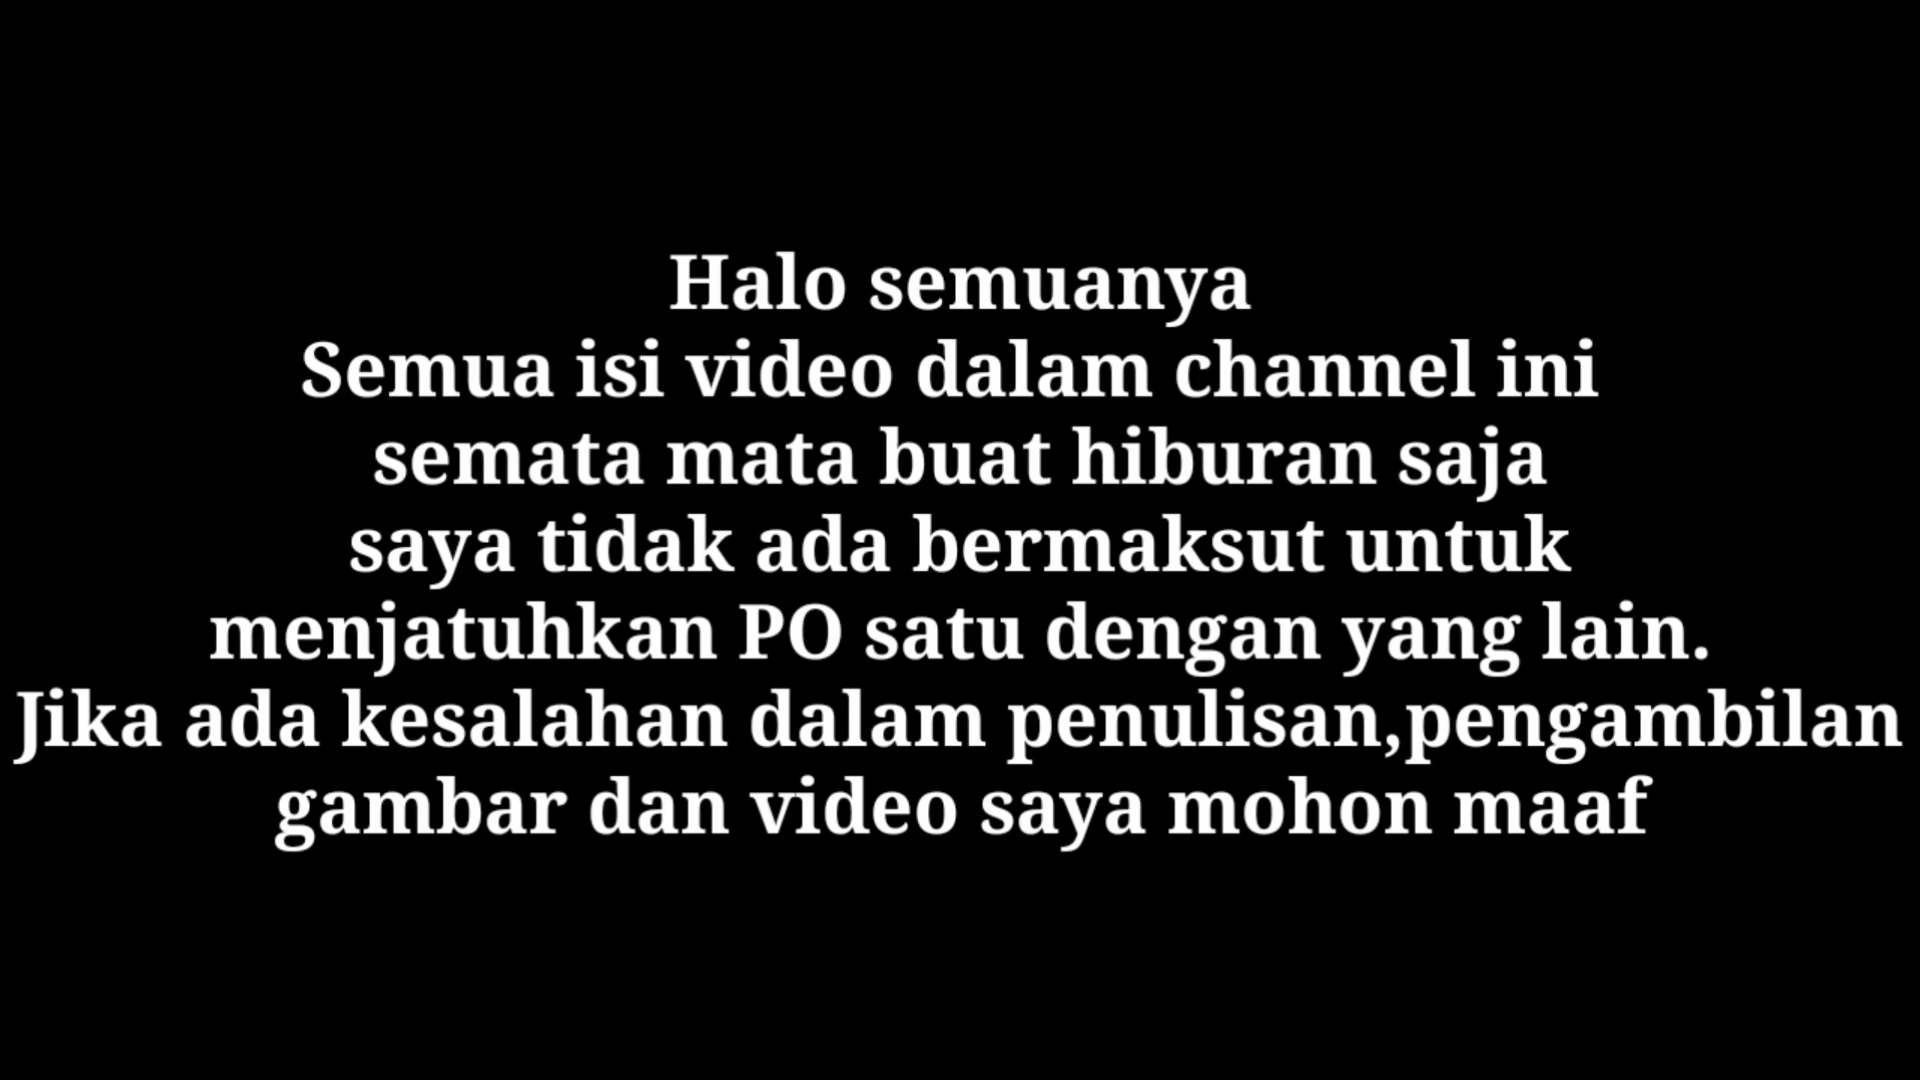 Halo semuanya
Semua isi video dalam channel ini
semata mata buat hiburan saja
saya tidak ada bermaksut untuk
menjatuhkan PO satu dengan yang lain.
Jika ada kesalahan dalam penulisan,pengambilan
gambar dan video saya mohon maaf